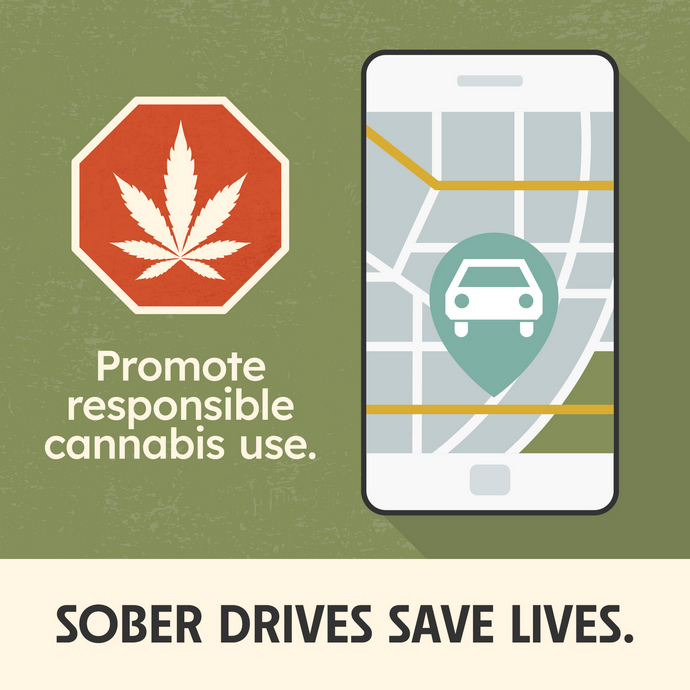 Promote
responsible
cannabis use.
SOBER DRIVES SAVE LIVES.